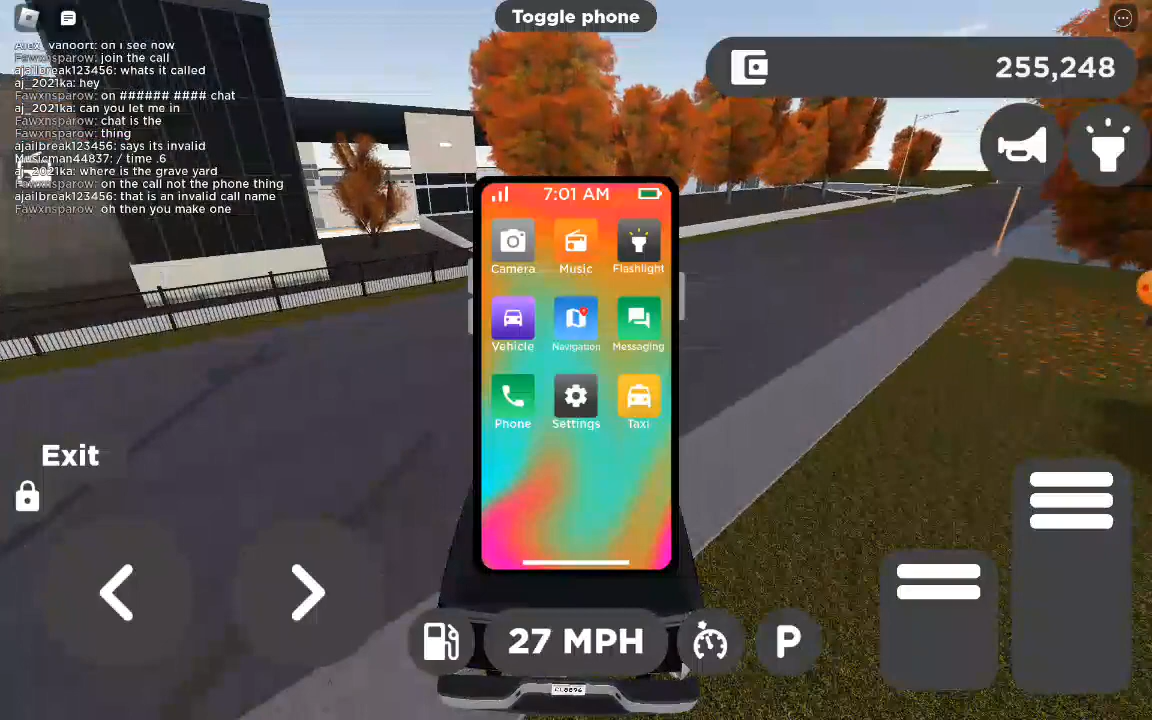 Toggle phone
255,248
Alex_vanoort: on i see now
Fawxnsparow: join the call
ajailbreak123456: whats it called
aj_2021ka: hey
Fawxnsparow: on ###### #### chat
aj_2021ka: can you let me in
Fawxnsparow: chat is the
Fawxnsparow: thing
ajailbreak123456: says its invalid
Musicman44837: / time .6
aj_2021ka: where is the grave yard
Fawxnsparow: on the call not the phone thing
ajailbreak123456: that is an invalid call name
Fawxnsparow: oh then you make one
7:01 AM
Camera Music Flashlight
Vehicle Navigation Messaging
Phone Settings Taxi
Exit
27 MPH
P